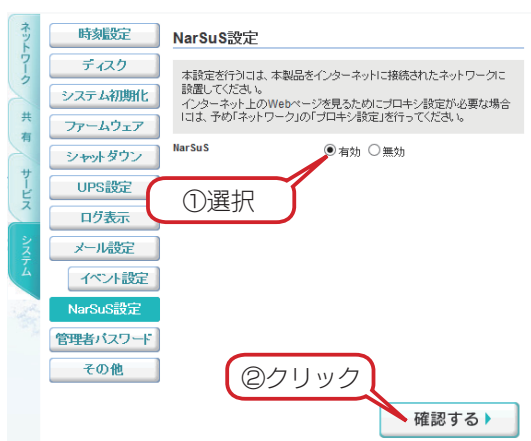 ネットワーク
共有
サービス
システム
時刻設定
ディスク
システム初期化
ファームウェア
シャットダウン
UPS設定
ログ表示
メール設定
イベント設定
NarSuS設定
管理者パスワード
その他
NarSuS設定
本設定を行うには、本製品をインターネットに接続されたネットワークに
設置してください。
インターネット上のWebページを見るためにプロキシ設定が必要な場合
には、予め「ネットワーク」の「プロキシ設定」を行ってください。
NarSuS
有効 無効
①選択
②クリック
確認する